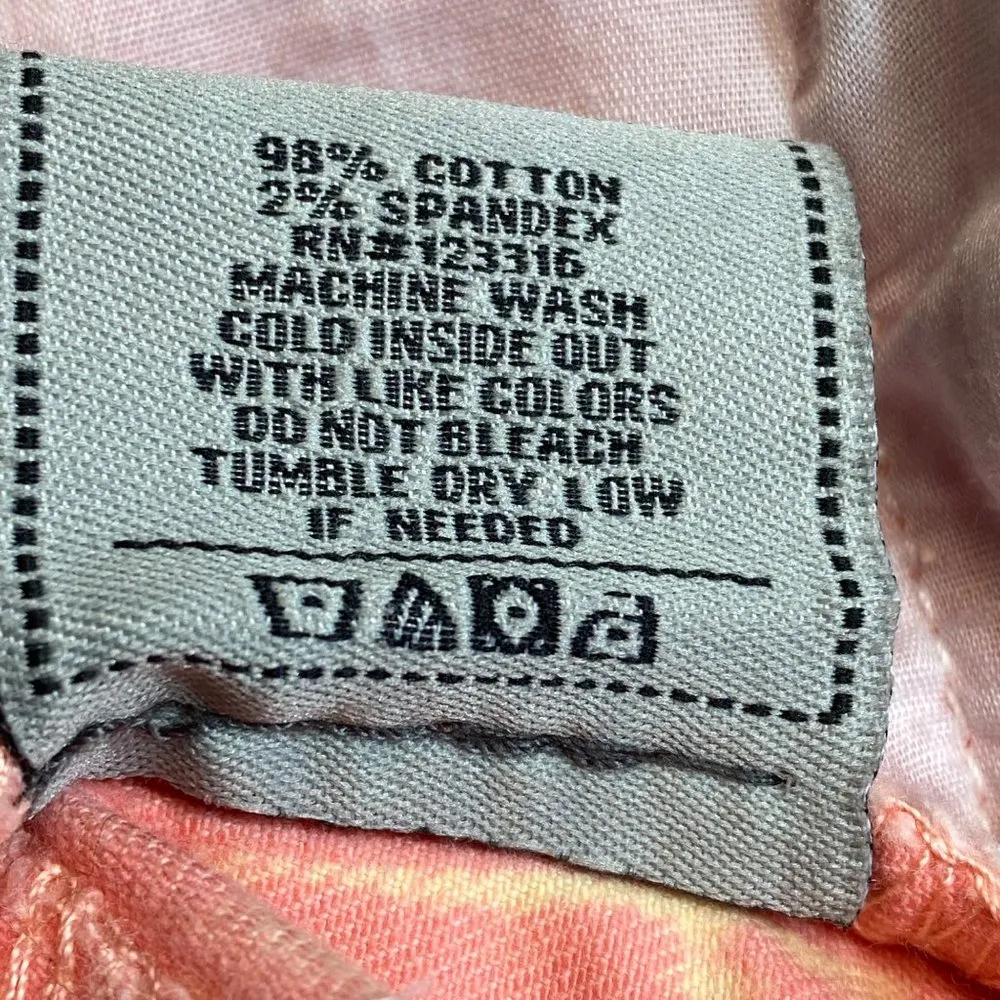 98% COTTON
2% SPANDEX
RN#123316
MACHINE WASH
COLD INSIDE OUT
WITH LIKE COLORS
DO NOT BLEACH
TUMBLE DRY LOW
IF NEEDED